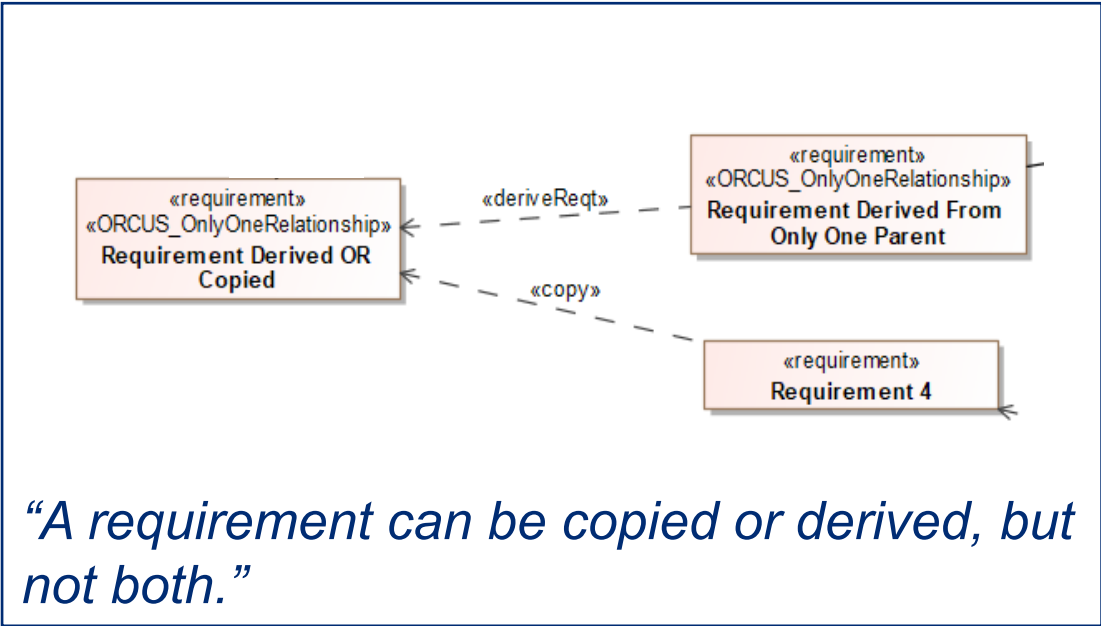 «requirement»
«ORCUS_OnlyOneRelationship»
Requirement Derived OR
Copied
«deriveReqt»
«copy»
«requirement»
«ORCUS_OnlyOneRelationship»
Requirement Derived From
Only One Parent
«requirement»
Requirement 4
“A requirement can be copied or derived, but
not both.”